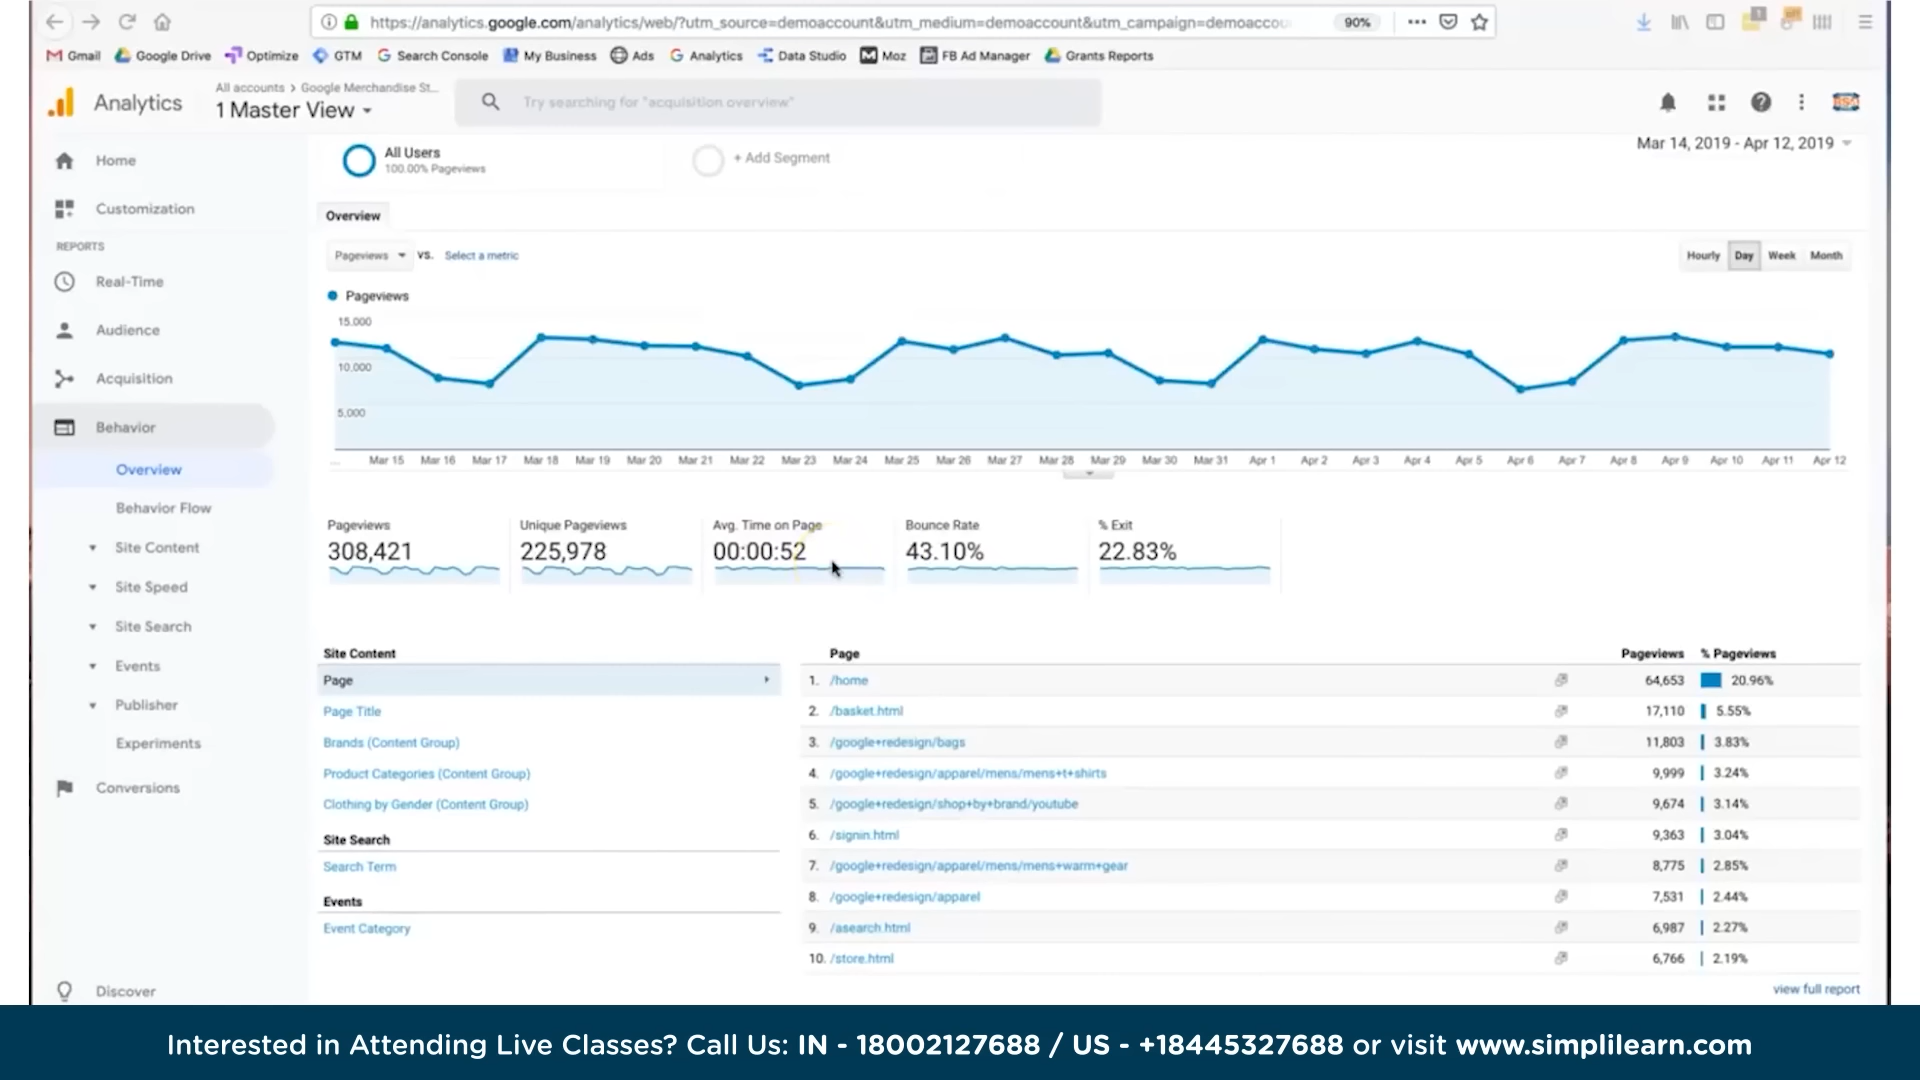 https://analytics.google.com/analytics/web/?utm_source=demoaccount&utm_medium=demoaccount&utm_campaign=demoaccou
90%
Gmail Google Drive Optimize GTM Search Console My Business Ads Analytics Data Studio Moz FB Ad Manager Grants Reports
Analytics
All accounts > Google Merchandise St...
1 Master View
Try searching for "acquisition overview"
Home
Customization
REPORTS
Real-Time
Audience
Acquisition
Behavior
Overview
Behavior Flow
Site Content
Site Speed
Site Search
Events
Publisher
Experiments
Conversions
Discover
Mar 14, 2019 - Apr 12, 2019
All Users
100.00% Pageviews
+ Add Segment
Overview
Pageviews VS. Select a metric
Hourly Day Week Month
Pageviews
15,000
10,000
5,000
... Mar 15 Mar 16 Mar 17 Mar 18 Mar 19 Mar 20 Mar 21 Mar 22 Mar 23 Mar 24 Mar 25 Mar 26 Mar 27 Mar 28 Mar 29 Mar 30 Mar 31 Apr 1 Apr 2 Apr 3 Apr 4 Apr 5 Apr 6 Apr 7 Apr 8 Apr 9 Apr 10 Apr 11 Apr 12
Pageviews
308,421
Unique Pageviews
225,978
Avg. Time on Page
00:00:52
Bounce Rate
43.10%
% Exit
22.83%
Site Content
Page
Page Title
Brands (Content Group)
Product Categories (Content Group)
Clothing by Gender (Content Group)
Site Search
Search Term
Events
Event Category
Page Pageviews % Pageviews
1. /home 64,653 20.96%
2. /basket.html 17,110 5.55%
3. /google+redesign/bags 11,803 3.83%
4. /google+redesign/apparel/mens/mens+t+shirts 9,999 3.24%
5. /google+redesign/shop+by+brand/youtube 9,674 3.14%
6. /signin.html 9,363 3.04%
7. /google+redesign/apparel/mens/mens+warm+gear 8,775 2.85%
8. /google+redesign/apparel 7,531 2.44%
9. /asearch.html 6,987 2.27%
10. /store.html 6,766 2.19%
view full report
Interested in Attending Live Classes? Call Us: IN - 18002127688 / US - +18445327688 or visit www.simplilearn.com